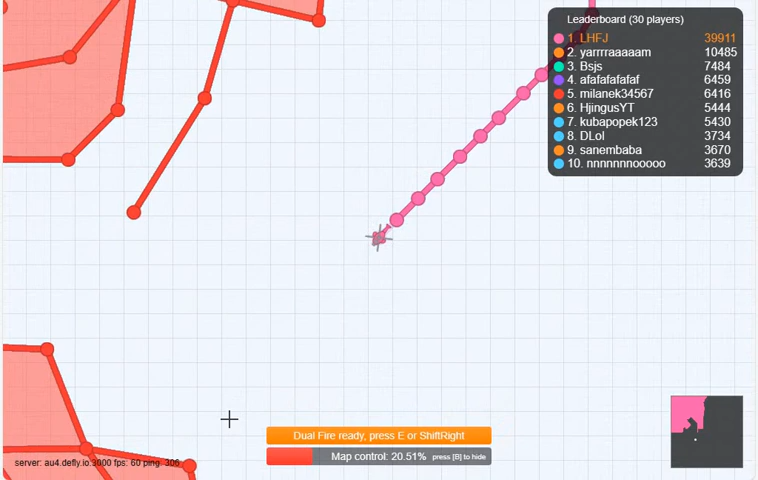 Leaderboard (30 players)
1. LHFJ 39911
2. yarrrraaaaam 10485
3. Bsjs 7484
4. afafafafafaf 6459
5. milanek34567 6416
6. HjingusYT 5444
7. kubapopek123 5430
8. DLol 3734
9. sanembaba 3670
10. nnnnnnnooooo 3639
Dual Fire ready, press E or ShiftRight
Map control: 20.51% press [B] to hide
server: au4.defly.io:3000 fps: 60 ping: 306